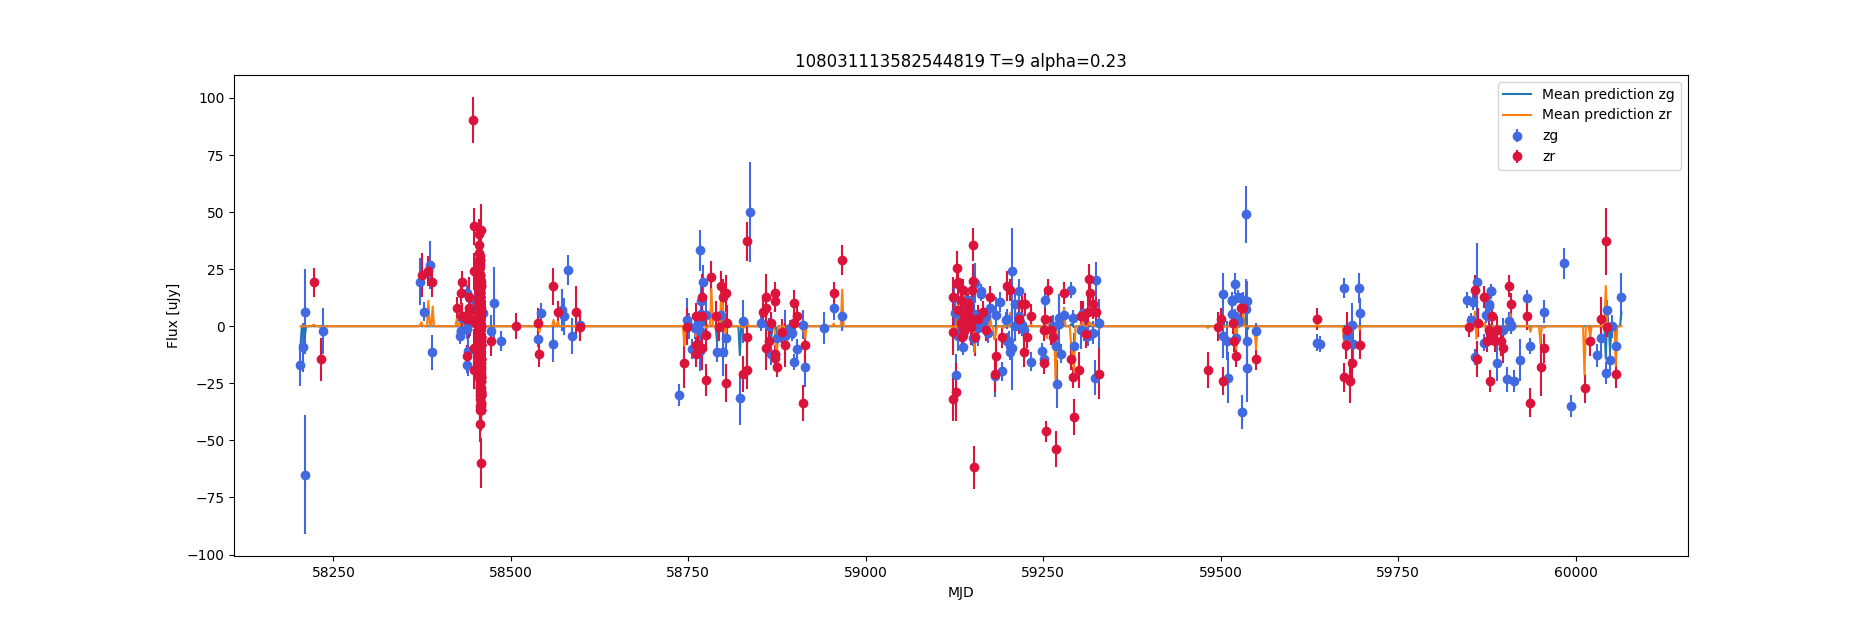 108031113582544819 T=9 alpha=0.23
Mean prediction zg
Mean prediction zr
zg
zr
100
75
50
25
0
−25
−50
−75
−100
Flux [uJy]
58250 58500 58750 59000 59250 59500 59750 60000
MJD